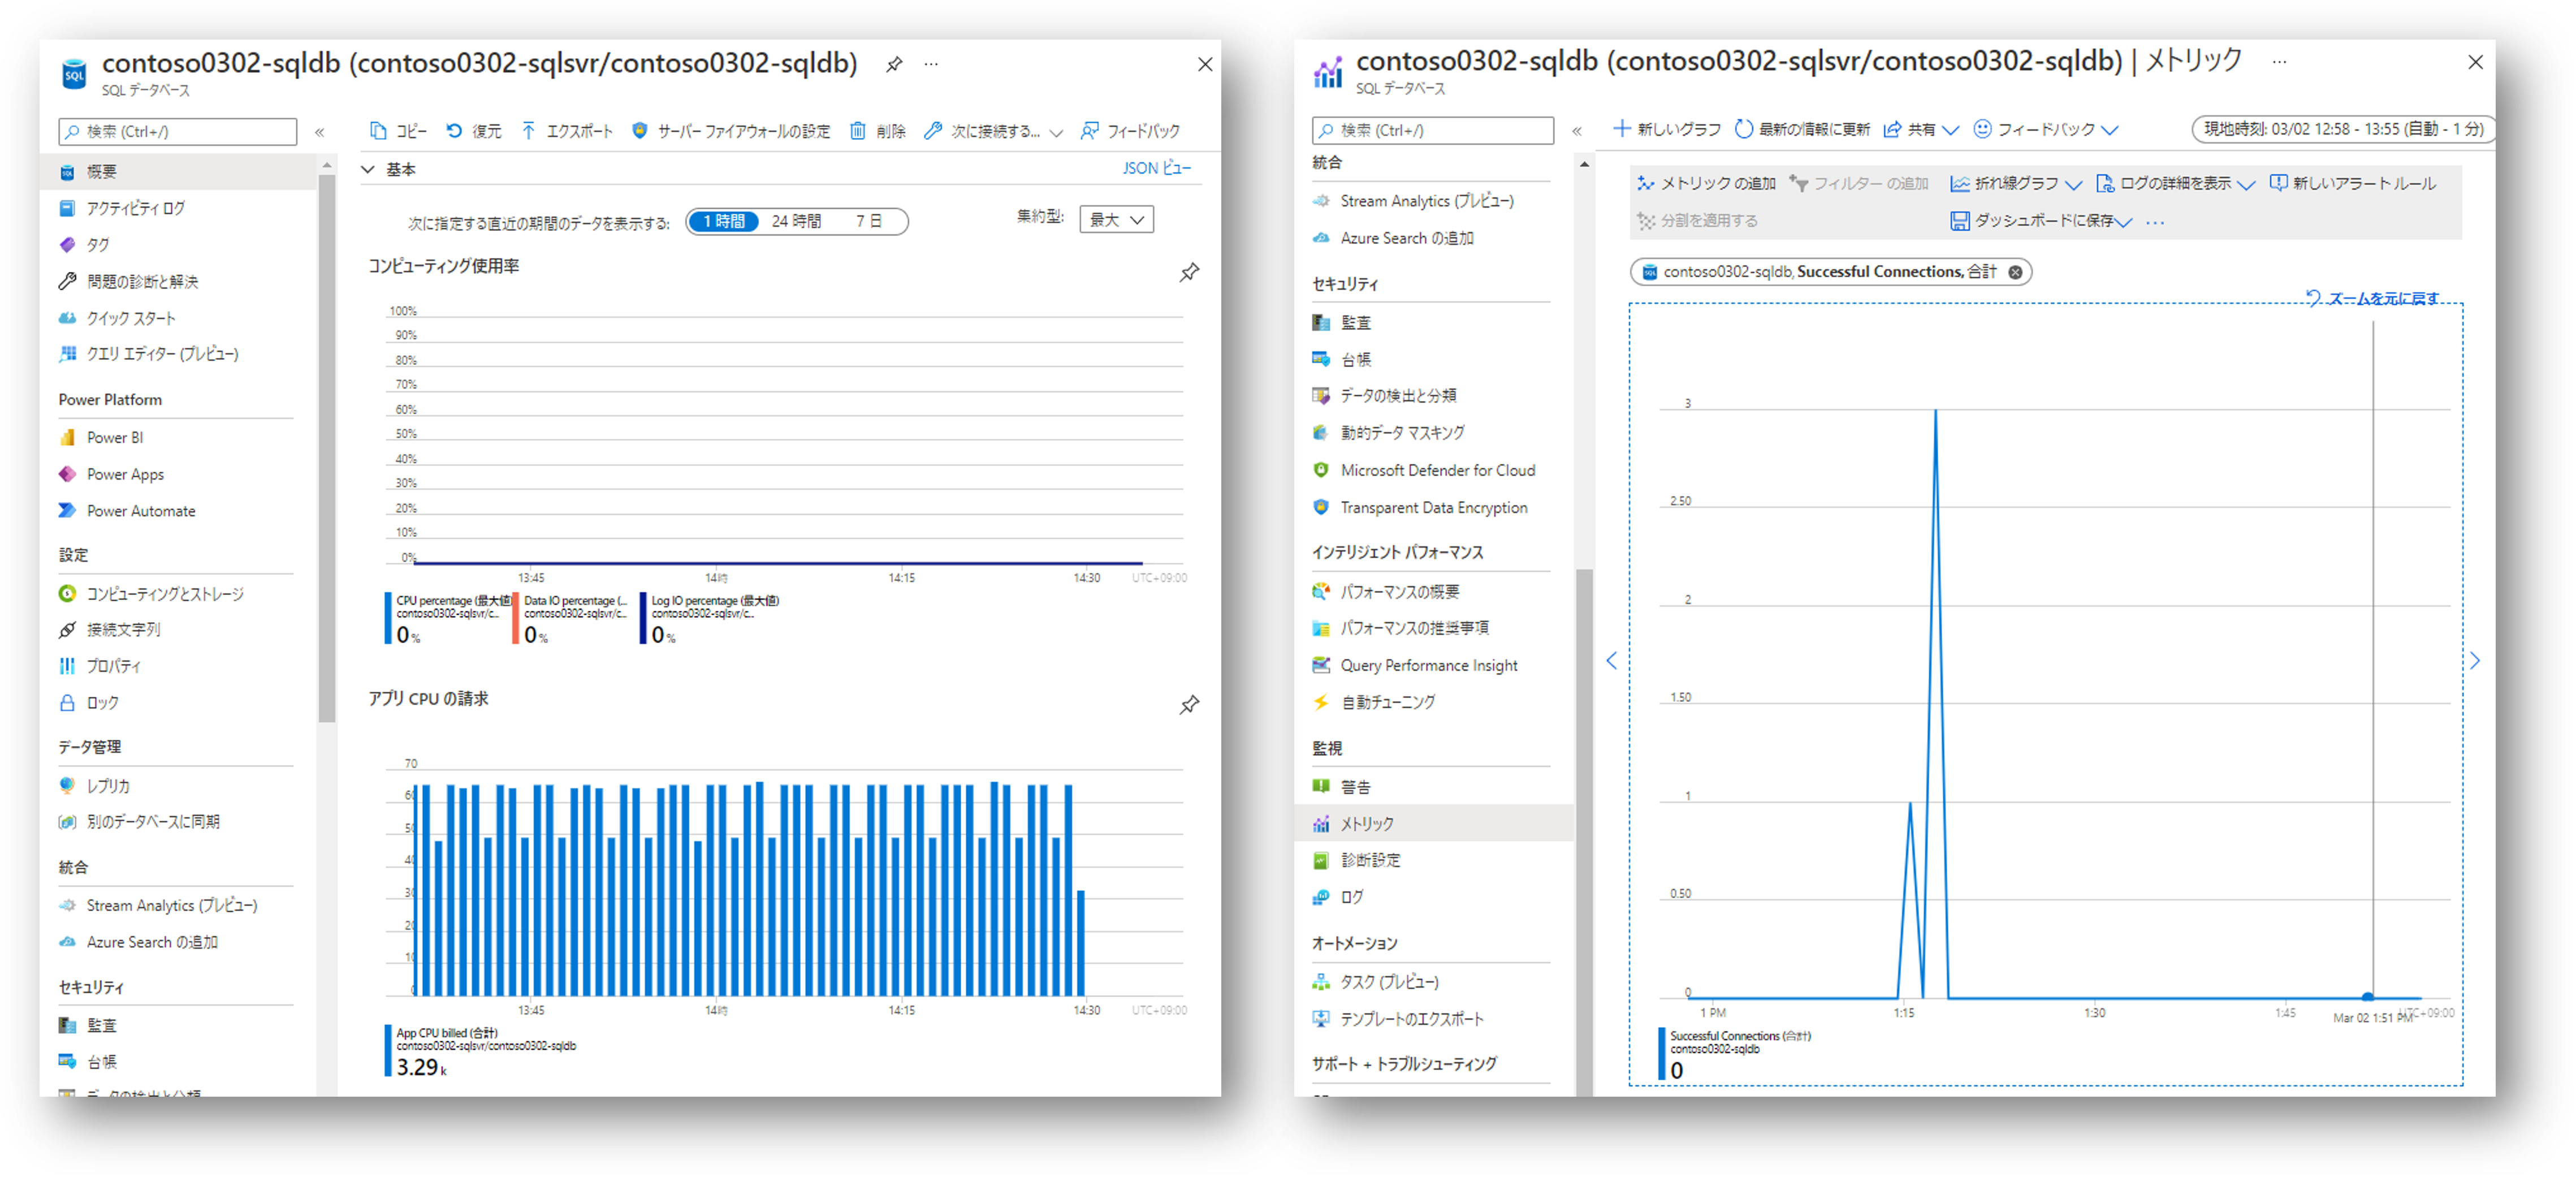 contoso0302-sqldb (contoso0302-sqlsvr/contoso0302-sqldb) ...
SQL データベース
検索 (Ctrl+/)
«
概要
アクティビティ ログ
タグ
問題の診断と解決
クイック スタート
クエリ エディター (プレビュー)
Power Platform
Power BI
Power Apps
Power Automate
設定
コンピューティングとストレージ
接続文字列
プロパティ
ロック
データ管理
レプリカ
別のデータベースに同期
統合
Stream Analytics (プレビュー)
Azure Search の追加
セキュリティ
監査
台帳
コピー 復元 エクスポート サーバー ファイアウォールの設定 削除 次に接続する... フィードバック
基本 JSON ビュー
次に指定する直近の期間のデータを表示する: 1 時間 24 時間 7 日 集約型: 最大
コンピューティング使用率
100%
90%
80%
70%
60%
50%
40%
30%
20%
10%
0%
13:45 14時 14:15 14:30 UTC+09:00
CPU percentage (最大値) Data IO percentage (... Log IO percentage (最大値)
contoso0302-sqlsvr/c... contoso0302-sqlsvr/c... contoso0302-sqlsvr/c...
0 % 0 % 0 %
アプリ CPU の請求
70
60
50
40
30
20
10
0
13:45 14時 14:15 14:30 UTC+09:00
App CPU billed (合計)
contoso0302-sqlsvr/contoso0302-sqldb
3.29 k
contoso0302-sqldb (contoso0302-sqlsvr/contoso0302-sqldb) | メトリック ...
SQL データベース
検索 (Ctrl+/)
«
統合
Stream Analytics (プレビュー)
Azure Search の追加
セキュリティ
監査
台帳
データの検出と分類
動的データ マスキング
Microsoft Defender for Cloud
Transparent Data Encryption
インテリジェント パフォーマンス
パフォーマンスの概要
パフォーマンスの推奨事項
Query Performance Insight
自動チューニング
監視
警告
メトリック
診断設定
ログ
オートメーション
タスク (プレビュー)
テンプレートのエクスポート
サポート + トラブルシューティング
新しいグラフ 最新の情報に更新 共有 フィードバック 現地時刻: 03/02 12:58 - 13:55 (自動 - 1 分)
メトリック の追加 フィルター の追加 折れ線グラフ ログの詳細を表示 新しいアラート ルール
分割を適用する ダッシュボードに保存 ...
contoso0302-sqldb, Successful Connections, 合計
ズームを元に戻す
3
2.50
2
1.50
1
0.50
0
1 PM 1:15 1:30 1:45 Mar 02 1:51 PM UTC+09:00
Successful Connections (合計)
contoso0302-sqldb
0